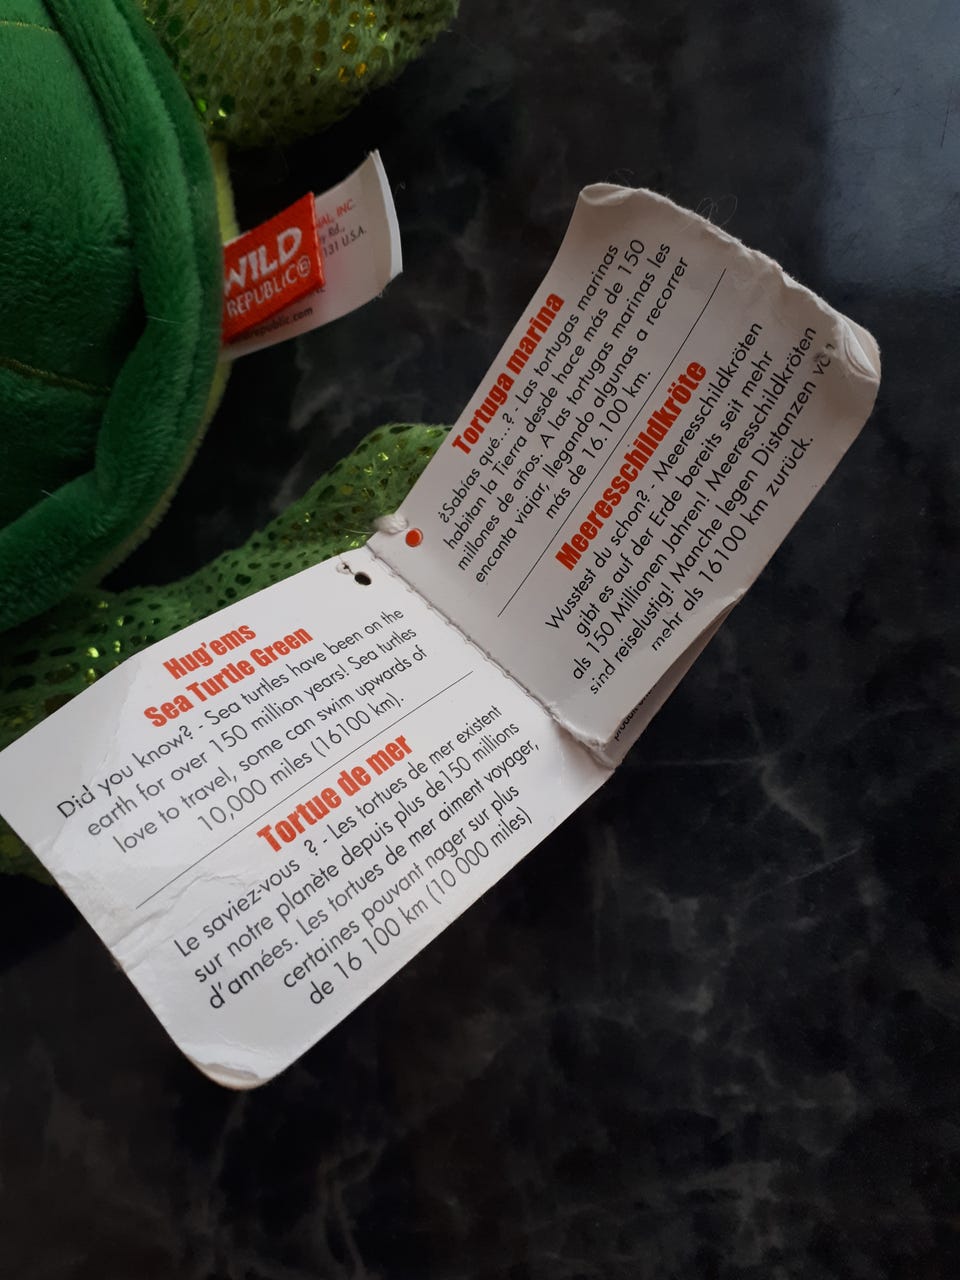 WILD
REPUBLIC®
INC.
Rd.,
U.S.A.
Hug'ems
Sea Turtle Green
Did you know? - Sea turtles have been on the
earth for over 150 million years! Sea turtles
love to travel, some can swim upwards of
10,000 miles (16100 km).
Tortue de mer
Le saviez-vous ? - Les tortues de mer existent
sur notre planète depuis plus de150 millions
d'années. Les tortues de mer aiment voyager,
certaines pouvant nager sur plus
de 16 100 km (10 000 miles)
Tortuga marina
¿Sabías qué...? - Las tortugas marinas
habitan la Tierra desde hace más de 150
millones de años. A las tortugas marinas les
encanta viajar, llegando algunas a recorrer
más de 16.100 km.
Meeresschildkröte
Wusstest du schon? - Meeresschildkröten
gibt es auf der Erde bereits seit mehr
als 150 Millionen Jahren! Meeresschildkröten
sind reiselustig! Manche legen Distanzen
mehr als 16100 km zurück.